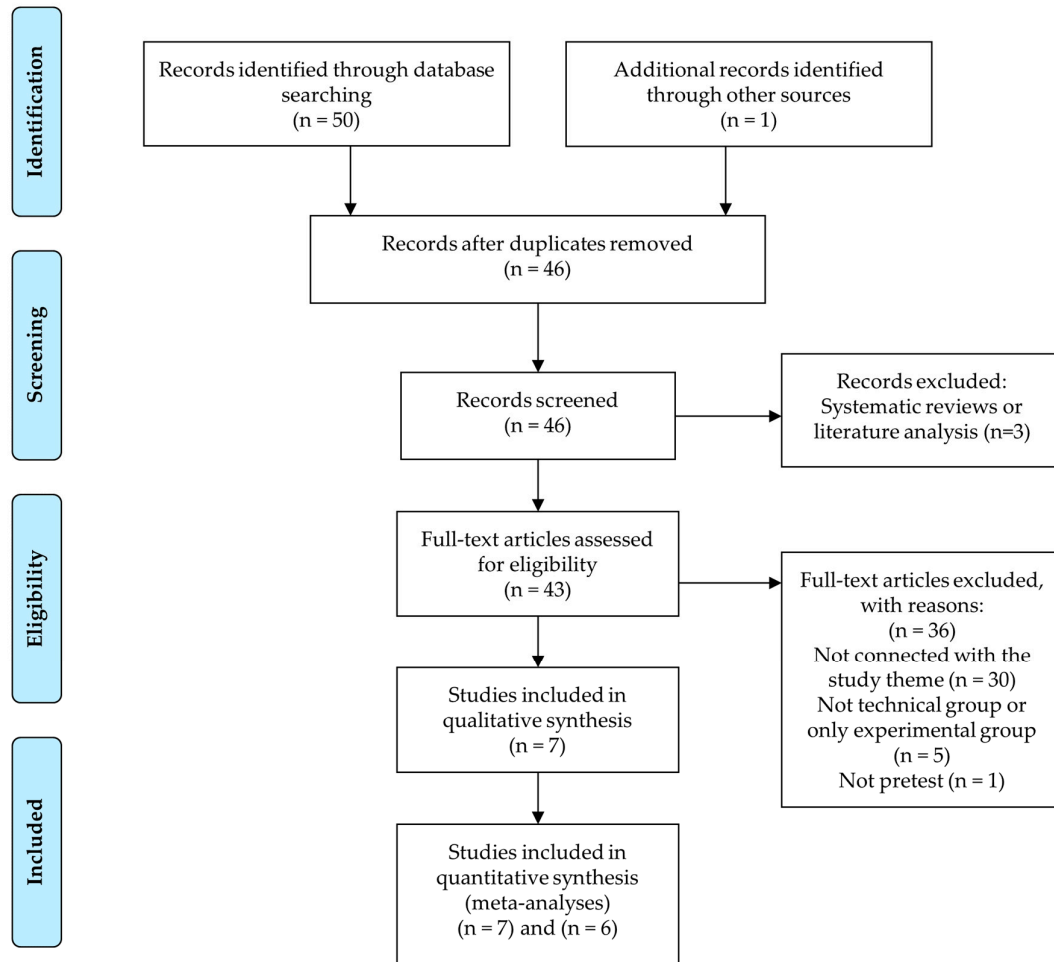 Identification
Records identified through database
searching
(n = 50)
Additional records identified
through other sources
(n = 1)
Records after duplicates removed
(n = 46)
Screening
Records screened
(n = 46)
Records excluded:
Systematic reviews or
literature analysis (n=3)
Eligibility
Full-text articles assessed
for eligibility
(n = 43)
Full-text articles excluded,
with reasons:
(n = 36)
Not connected with the
study theme (n = 30)
Not technical group or
only experimental group
(n = 5)
Not pretest (n = 1)
Studies included in
qualitative synthesis
(n = 7)
Included
Studies included in
quantitative synthesis
(meta-analyses)
(n = 7) and (n = 6)